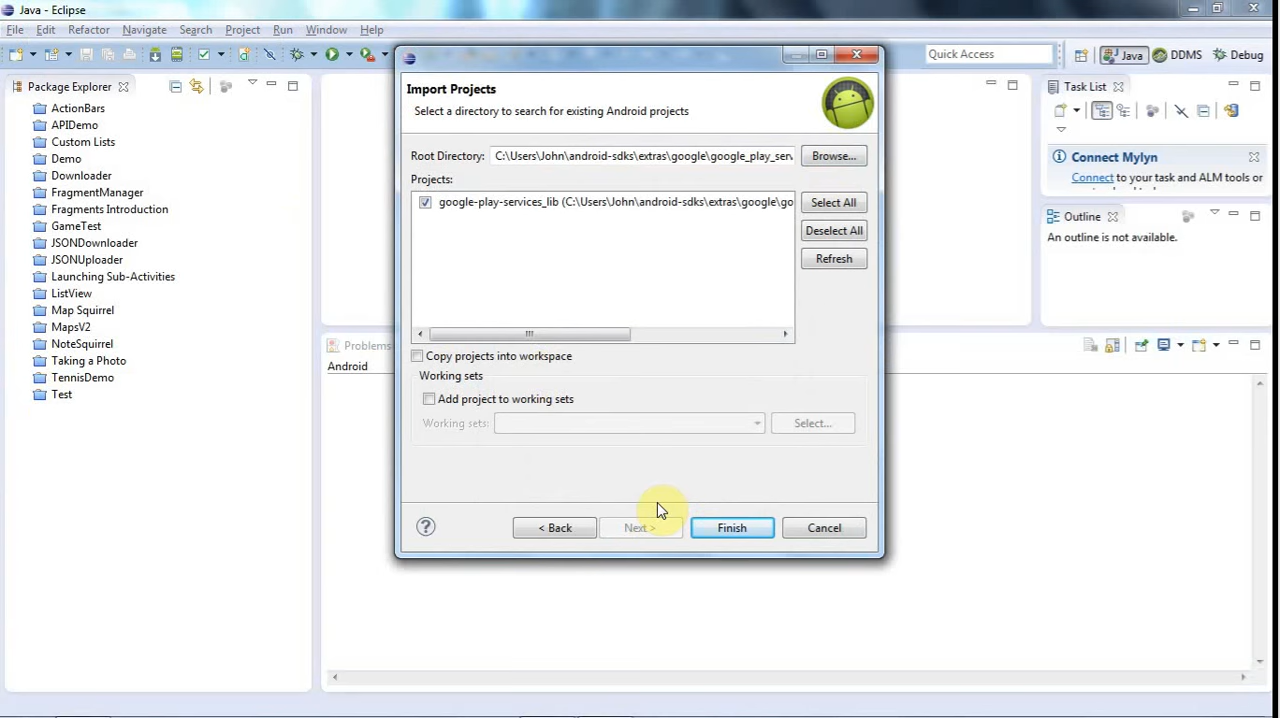 Java - Eclipse
File Edit Refactor Navigate Search Project Run Window Help
Quick Access
Java
DDMS
Debug
Package Explorer
ActionBars
APIDemo
Custom Lists
Demo
Downloader
FragmentManager
Fragments Introduction
GameTest
JSONDownloader
JSONUploader
Launching Sub-Activities
ListView
Map Squirrel
MapsV2
NoteSquirrel
Taking a Photo
TennisDemo
Test
Import Projects
Select a directory to search for existing Android projects
Root Directory: C:\Users\John\android-sdks\extras\google\google_play_serv
Browse...
Projects:
google-play-services_lib (C:\Users\John\android-sdks\extras\google\go
Select All
Deselect All
Refresh
Copy projects into workspace
Working sets
Add project to working sets
Working sets:
Select...
? < Back Next > Finish Cancel
Problems
Android
Task List
Connect Mylyn
Connect to your task and ALM tools or
Outline
An outline is not available.